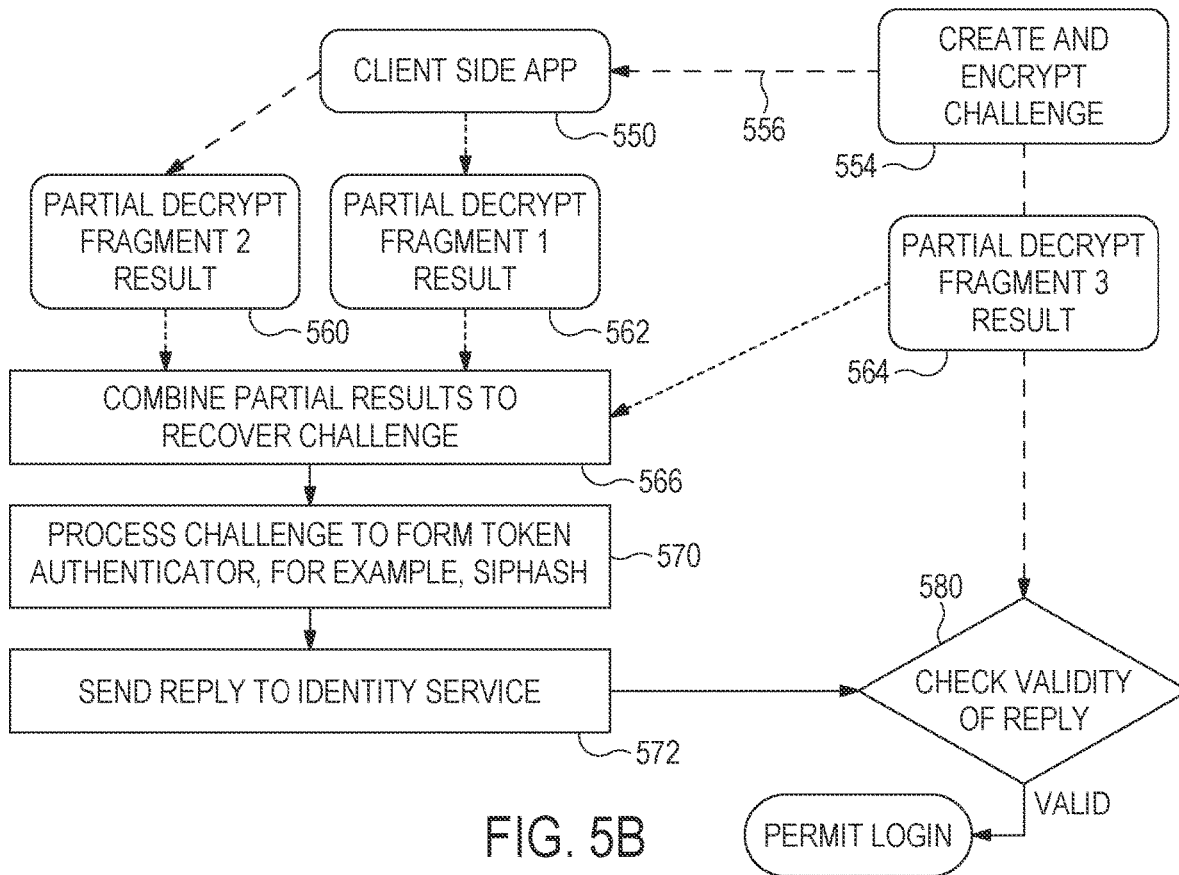 CREATE AND
ENCRYPT
CHALLENGE
554
CLIENT SIDE APP
550
556
PARTIAL DECRYPT
FRAGMENT 2
RESULT
560
PARTIAL DECRYPT
FRAGMENT 1
RESULT
562
PARTIAL DECRYPT
FRAGMENT 3
RESULT
564
COMBINE PARTIAL RESULTS TO
RECOVER CHALLENGE
566
PROCESS CHALLENGE TO FORM TOKEN
AUTHENTICATOR, FOR EXAMPLE, SIPHASH
570
SEND REPLY TO IDENTITY SERVICE
572
580
CHECK VALIDITY
OF REPLY
VALID
PERMIT LOGIN
FIG. 5B